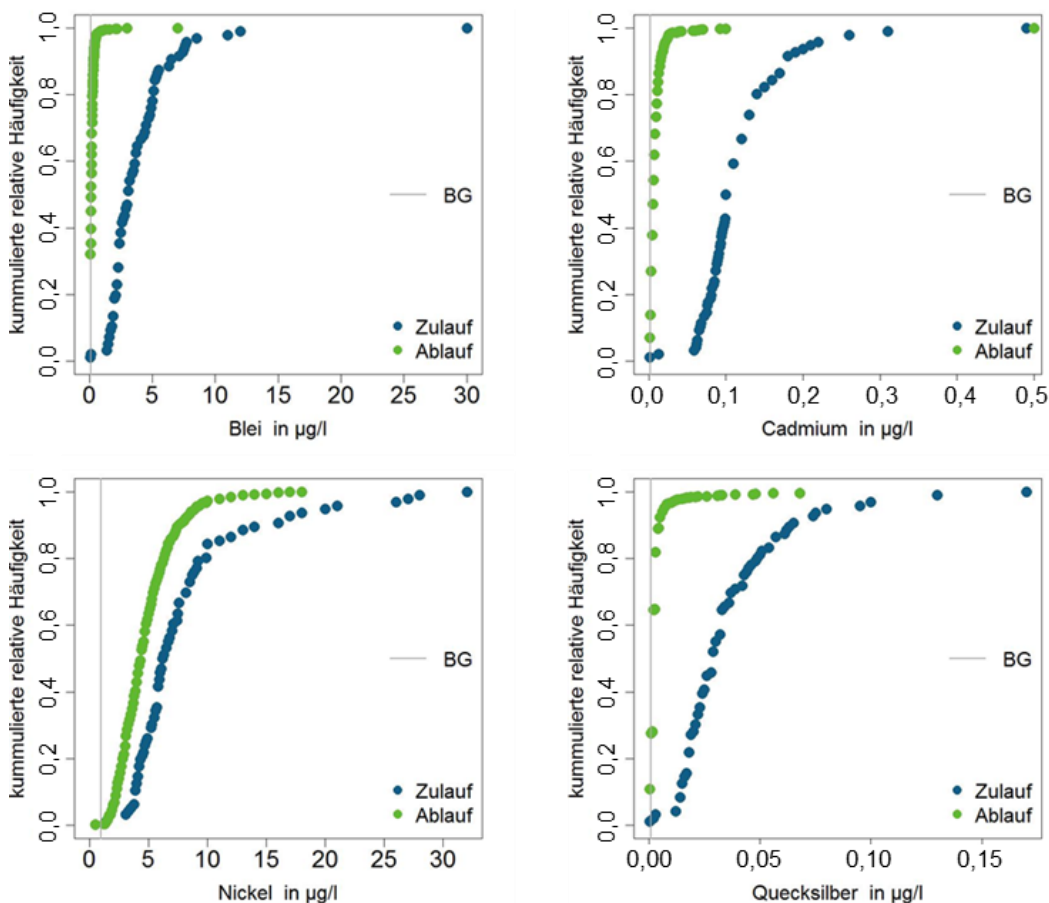 kummulierte relative Häufigkeit
1,0
0,8
0,6
0,4
0,2
0,0
BG
Zulauf
Ablauf
0 5 10 15 20 25 30
Blei in µg/l
kummulierte relative Häufigkeit
1,0
0,8
0,6
0,4
0,2
0,0
BG
Zulauf
Ablauf
0,0 0,1 0,2 0,3 0,4 0,5
Cadmium in µg/l
kummulierte relative Häufigkeit
1,0
0,8
0,6
0,4
0,2
0,0
BG
Zulauf
Ablauf
0 5 10 15 20 25 30
Nickel in µg/l
kummulierte relative Häufigkeit
1,0
0,8
0,6
0,4
0,2
0,0
BG
Zulauf
Ablauf
0,00 0,05 0,10 0,15
Quecksilber in µg/l